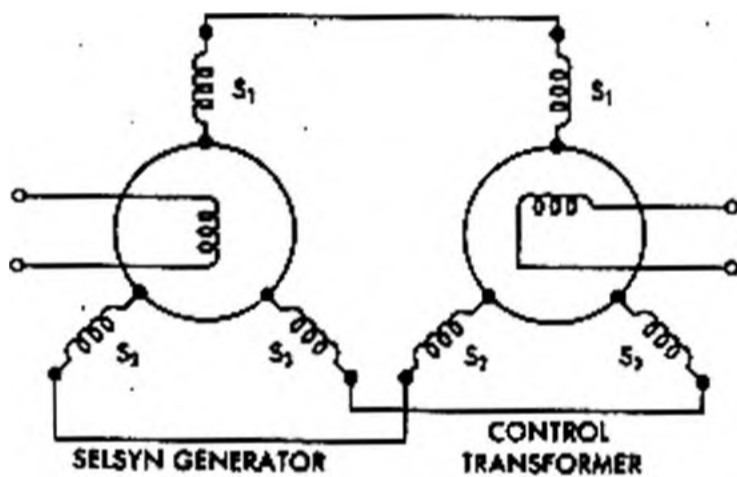 S1
S1
S2
S3
S2
S3
SELSYN GENERATOR
CONTROL
TRANSFORMER